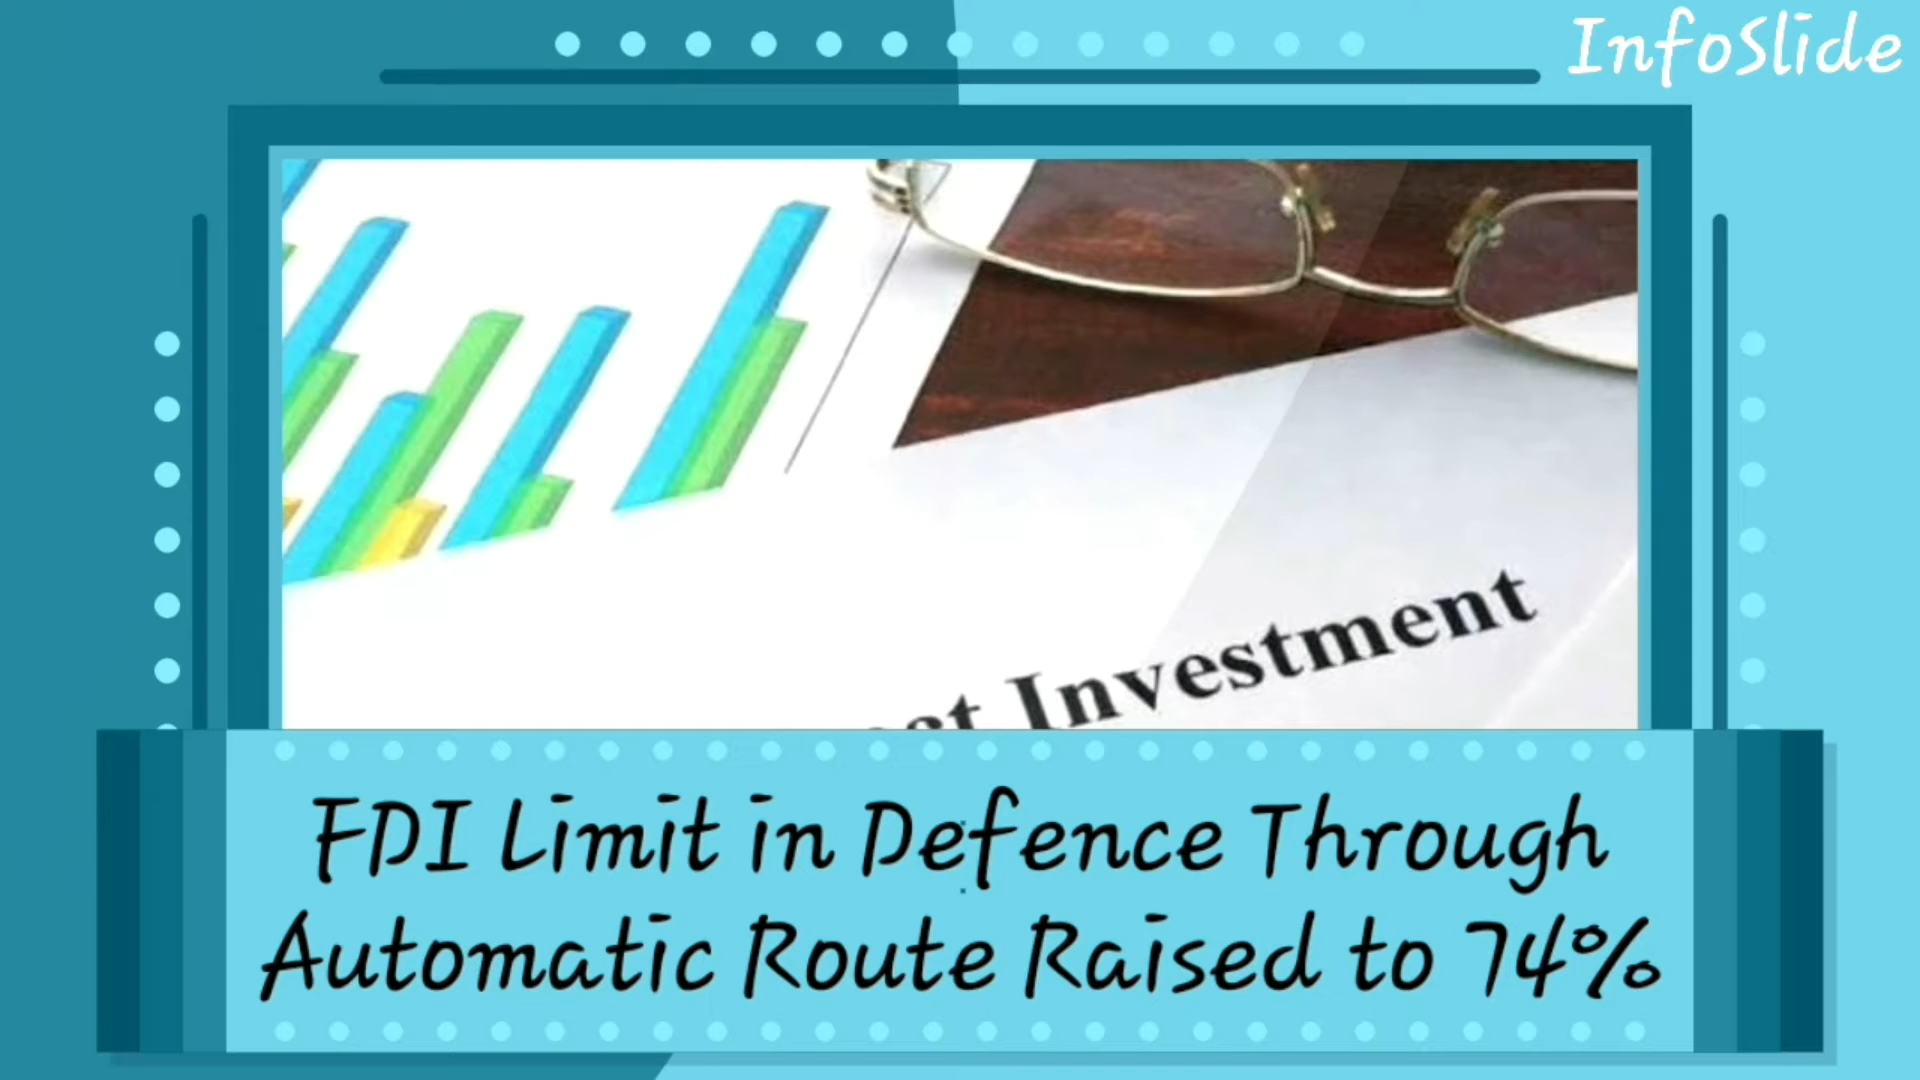 InfoSlide
Investment
FDI Limit in Defence Through
Automatic Route Raised to 74%